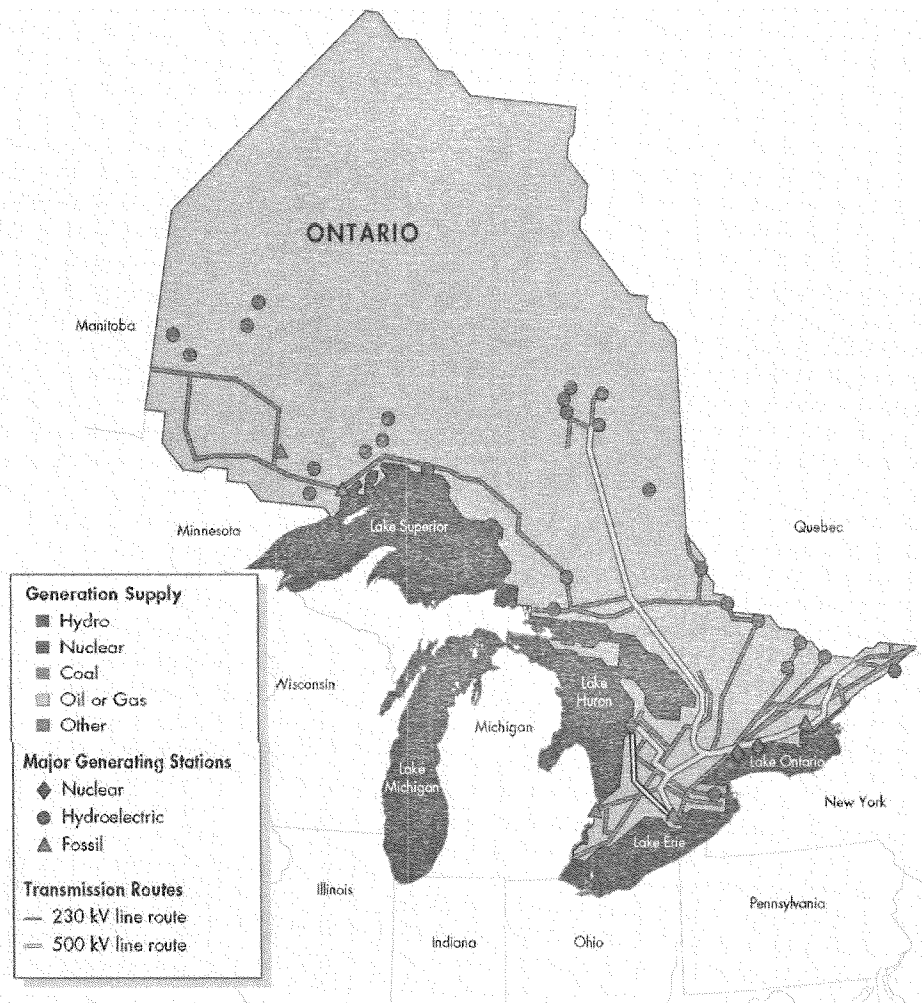 ONTARIO
Manitoba
Minnesota
Lake Superior
Quebec
Generation Supply
Hydro
Nuclear
Coal
Oil or Gas
Other
Major Generating Stations
Nuclear
Hydroelectric
Fossil
Transmission Routes
230 kV line route
500 kV line route
Wisconsin
Michigan
Lake
Huron
Lake
Michigan
Lake Ontario
New York
Lake Erie
Illinois
Indiana
Ohio
Pennsylvania